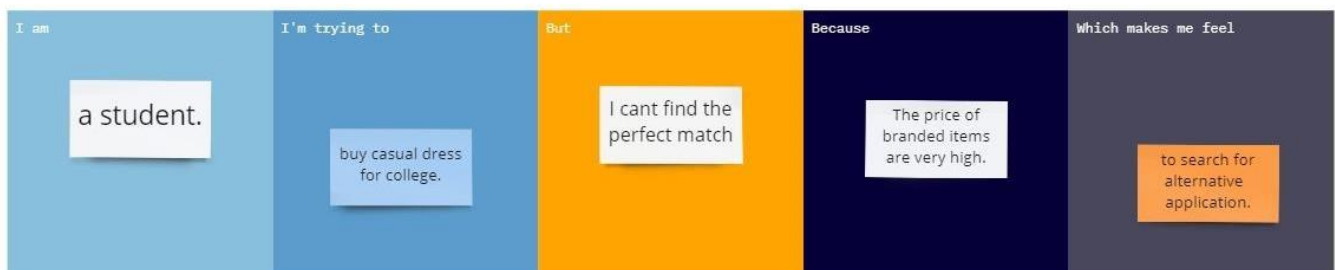 I am
a student.
I'm trying to
buy casual dress
for college.
But
I cant find the
perfect match
Because
The price of
branded items
are very high.
Which makes me feel
to search for
alternative
application.